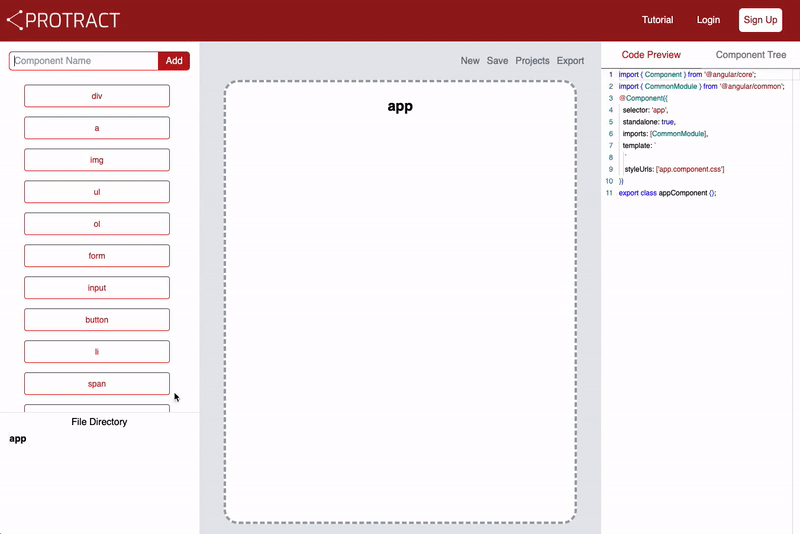 PROTRACT
Tutorial
Login
Sign Up
Component Name
Add
div
a
img
ul
ol
form
input
button
li
span
File Directory
app
New
Save
Projects
Export
app
Code Preview
Component Tree
1 import { Component } from '@angular/core';
2 import { CommonModule } from '@angular/common';
3 @Component({
4 selector: 'app',
5 standalone: true,
6 imports: [CommonModule],
7 template: `
8 `
9 styleUrls: ['app.component.css']
10 })
11 export class appComponent {};